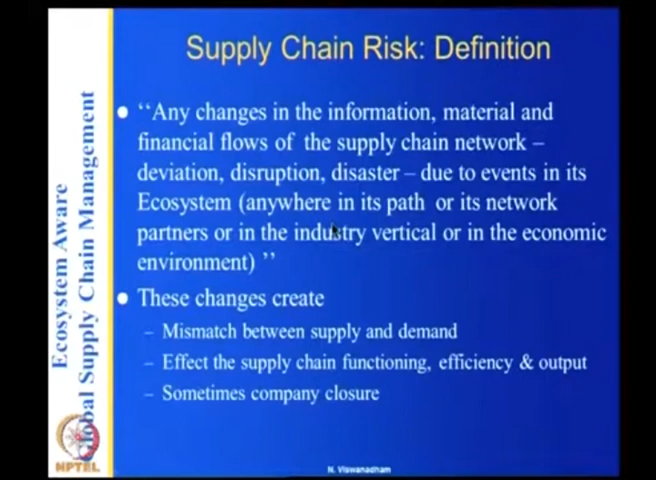 Supply Chain Risk: Definition
‘‘Any changes in the information, material and
financial flows of the supply chain network –
deviation, disruption, disaster – due to events in its
Ecosystem (anywhere in its path or its network
partners or in the industry vertical or in the economic
environment) ’’
These changes create
– Mismatch between supply and demand
– Effect the supply chain functioning, efficiency & output
– Sometimes company closure
Ecosystem Aware
Global Supply Chain Management
NPTEL
N. Viswanadham